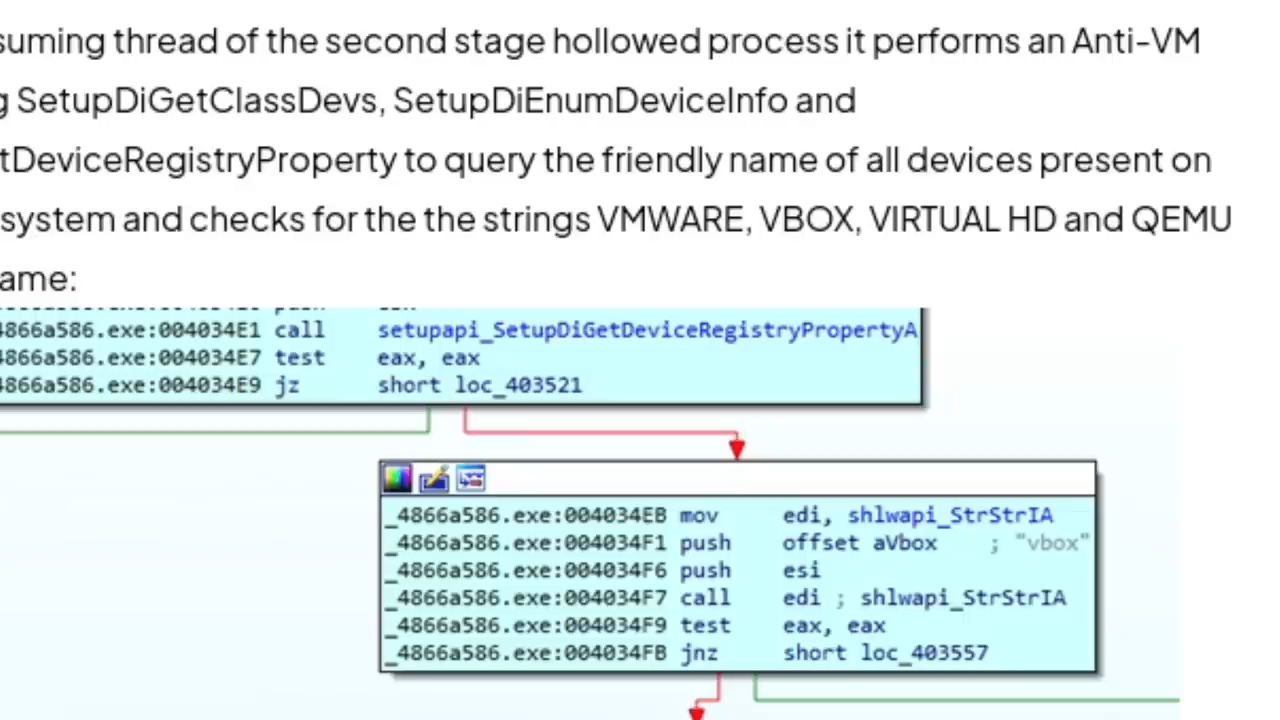 suming thread of the second stage hollowed process it performs an Anti-VM
g SetupDiGetClassDevs, SetupDiEnumDeviceInfo and
tDeviceRegistryProperty to query the friendly name of all devices present on
system and checks for the the strings VMWARE, VBOX, VIRTUAL HD and QEMU
ame:
4866a586.exe:004034E1 call setupapi_SetupDiGetDeviceRegistryPropertyA
4866a586.exe:004034E7 test eax, eax
4866a586.exe:004034E9 jz short loc_403521
_4866a586.exe:004034EB mov edi, shlwapi_StrStrIA
_4866a586.exe:004034F1 push offset aVbox ; "vbox"
_4866a586.exe:004034F6 push esi
_4866a586.exe:004034F7 call edi ; shlwapi_StrStrIA
_4866a586.exe:004034F9 test eax, eax
_4866a586.exe:004034FB jnz short loc_403557